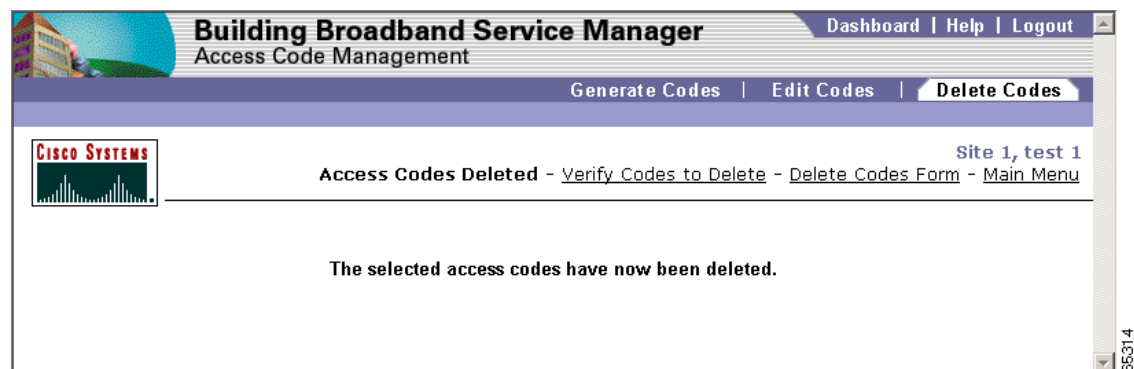 Building Broadband Service Manager
Dashboard | Help | Logout
Access Code Management
Generate Codes | Edit Codes | Delete Codes
CISCO SYSTEMS
Site 1, test 1
Access Codes Deleted - Verify Codes to Delete - Delete Codes Form - Main Menu
The selected access codes have now been deleted.
65314